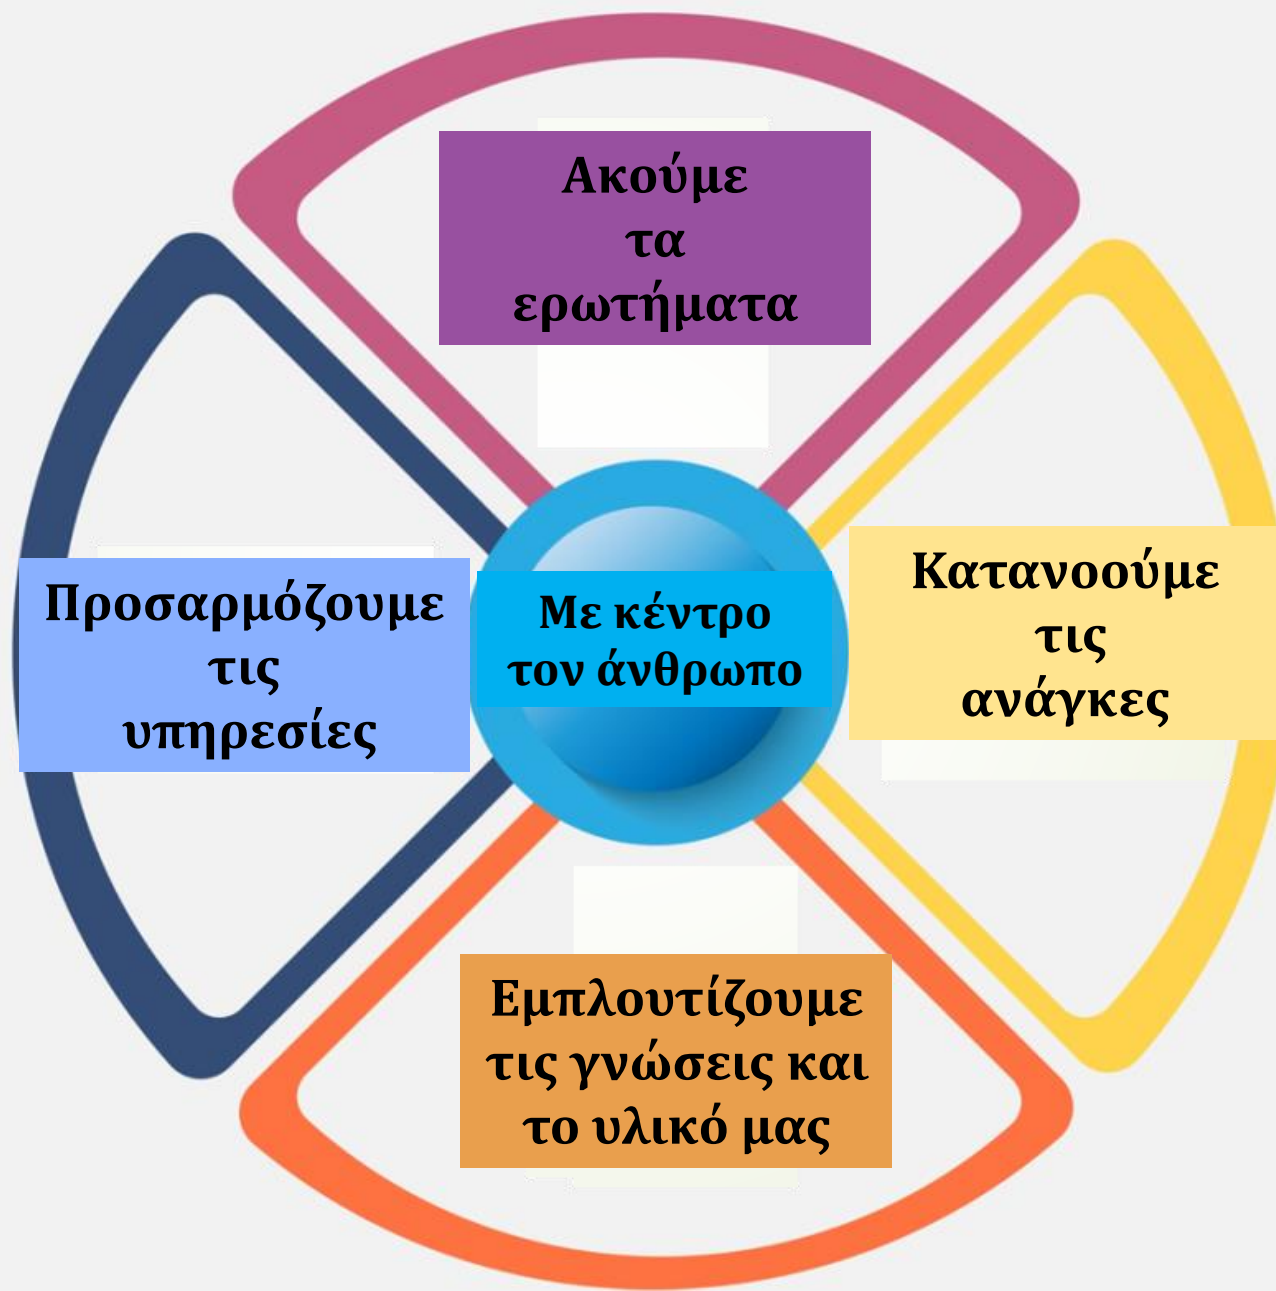 Ακούμε
τα
ερωτήματα
Προσαρμόζουμε
τις
υπηρεσίες
Με κέντρο
τον άνθρωπο
Κατανοούμε
τις
ανάγκες
Εμπλουτίζουμε
τις γνώσεις και
το υλικό μας